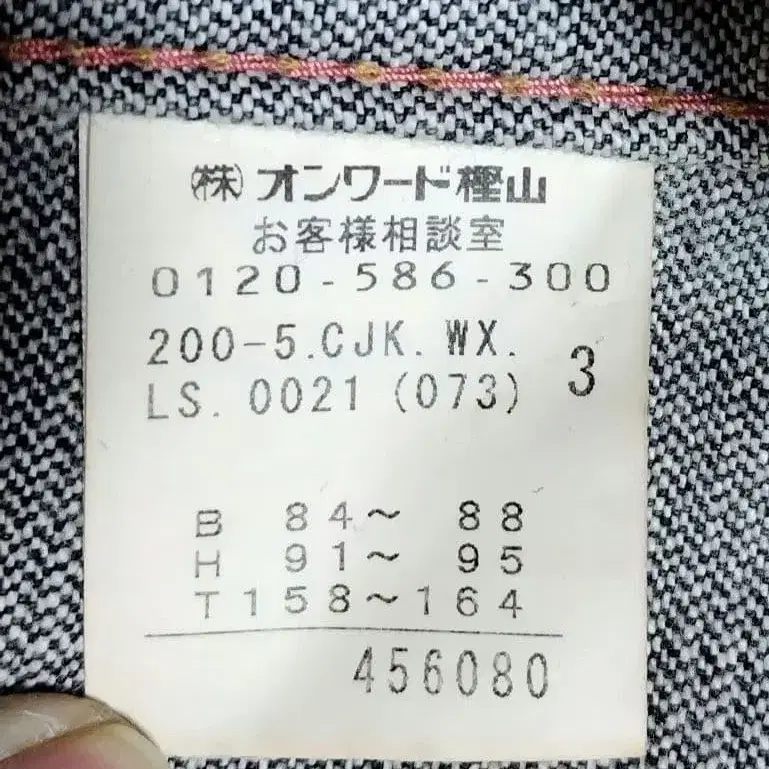 ㈱オンワード樫山
お客様相談室
0120-586-300
200-5.CJK.WX.
LS.0021(073) 3
B 84～ 88
H 91～ 95
T158～164
456080